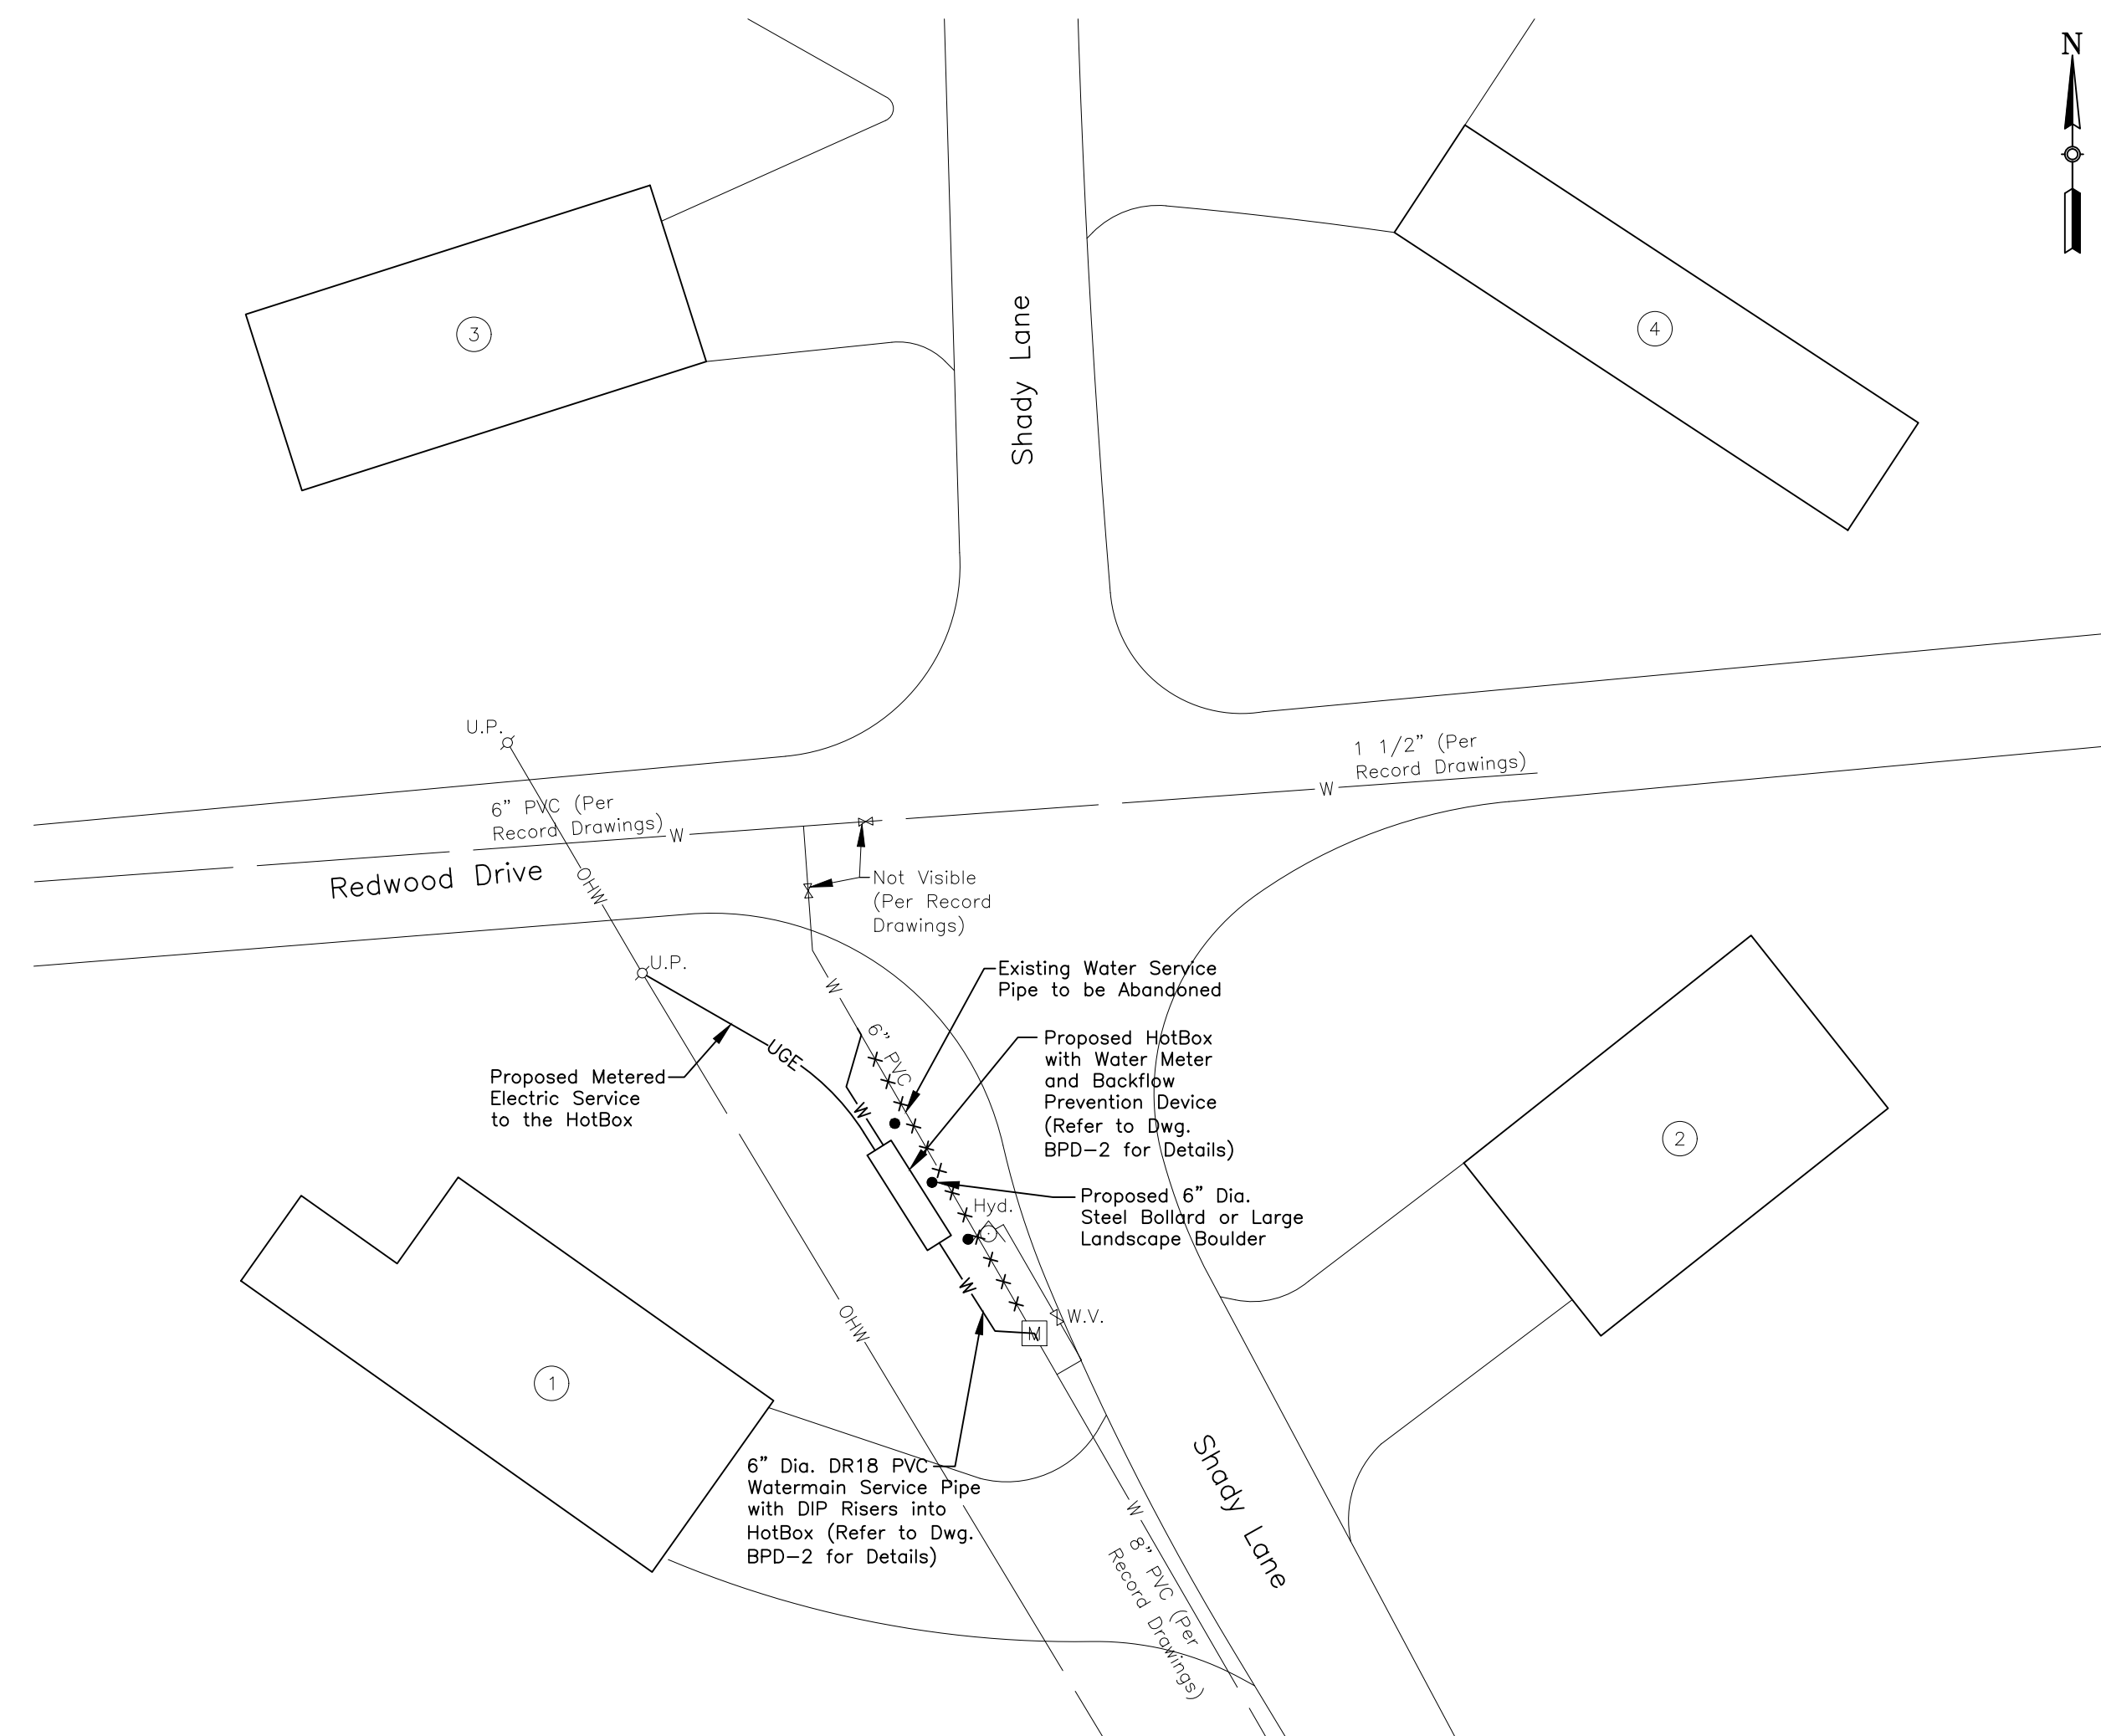 N
3
4
Shady Lane
U.P.
1 1/2” (Per
Record Drawings)
W
6” PVC (Per
Record Drawings)
W
Redwood Drive
OHW
Not Visible
(Per Record
Drawings)
U.P.
W
6” PVC
Existing Water Service
Pipe to be Abandoned
UGE
Proposed HotBox
with Water Meter
and Backflow
Prevention Device
(Refer to Dwg.
BPD-2 for Details)
Proposed Metered
Electric Service
to the HotBox
W
2
Proposed 6” Dia.
Steel Bollard or Large
Landscape Boulder
Hyd.
W
W.V.
M
OHW
1
6” Dia. DR18 PVC
Watermain Service Pipe
with DIP Risers into
HotBox (Refer to Dwg.
BPD-2 for Details)
W
8” PVC (Per
Record Drawings)
Shady Lane